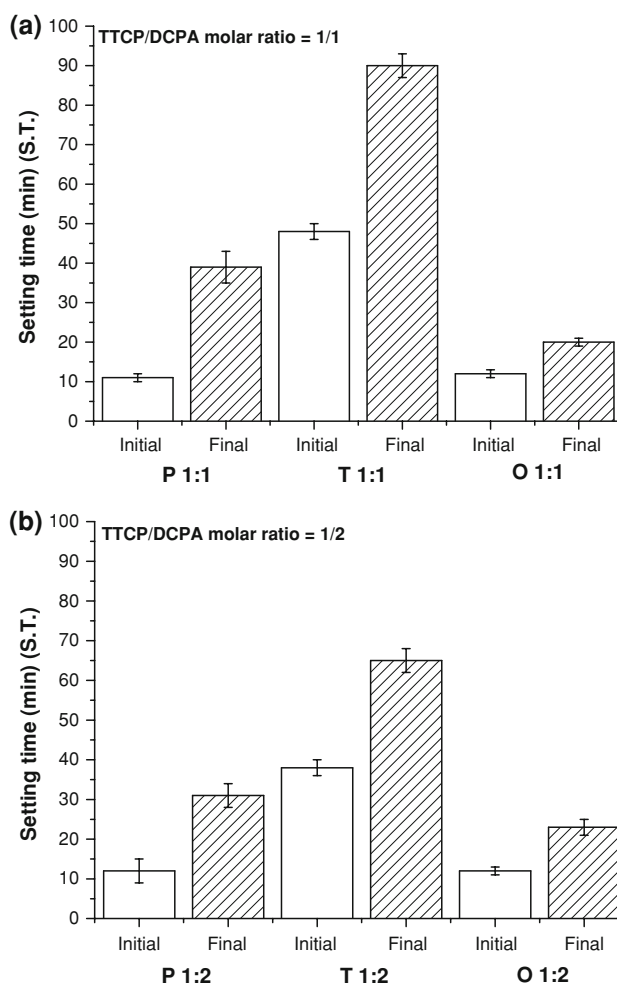 (a)
TTCP/DCPA molar ratio = 1/1
Setting time (min) (S.T.)
100
90
80
70
60
50
40
30
20
10
0
Initial Final Initial Final Initial Final
P 1:1 T 1:1 O 1:1
(b)
TTCP/DCPA molar ratio = 1/2
Setting time (min) (S.T.)
100
90
80
70
60
50
40
30
20
10
0
Initial Final Initial Final Initial Final
P 1:2 T 1:2 O 1:2